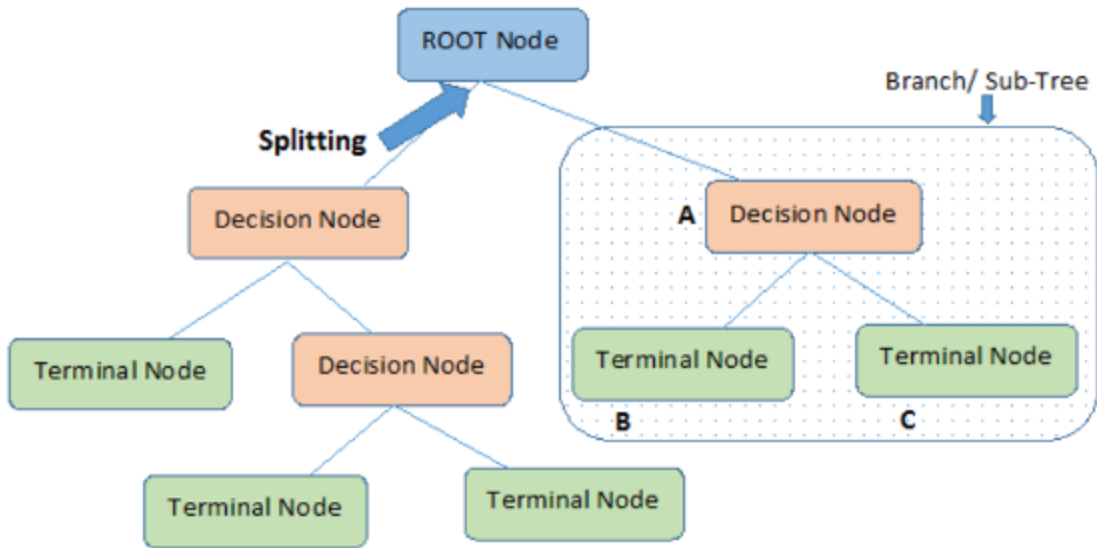 ROOT Node
Branch/ Sub-Tree
Splitting
Decision Node
A
Decision Node
Terminal Node
Decision Node
Terminal Node
Terminal Node
B
C
Terminal Node
Terminal Node